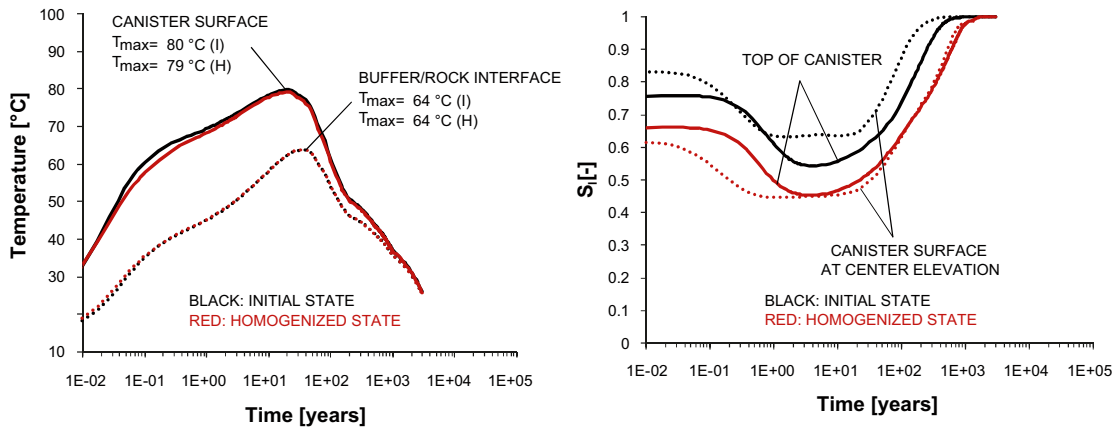 CANISTER SURFACE
Tmax= 80 °C (I)
Tmax= 79 °C (H)
BUFFER/ROCK INTERFACE
Tmax= 64 °C (I)
Tmax= 64 °C (H)
BLACK: INITIAL STATE
RED: HOMOGENIZED STATE
Temperature [°C]
100
90
80
70
60
50
40
30
20
10
1E-02 1E-01 1E+00 1E+01 1E+02 1E+03 1E+04 1E+05
Time [years]
TOP OF CANISTER
CANISTER SURFACE
AT CENTER ELEVATION
BLACK: INITIAL STATE
RED: HOMOGENIZED STATE
Sl[-]
1
0.9
0.8
0.7
0.6
0.5
0.4
0.3
0.2
0.1
0
1E-02 1E-01 1E+00 1E+01 1E+02 1E+03 1E+04 1E+05
Time [years]